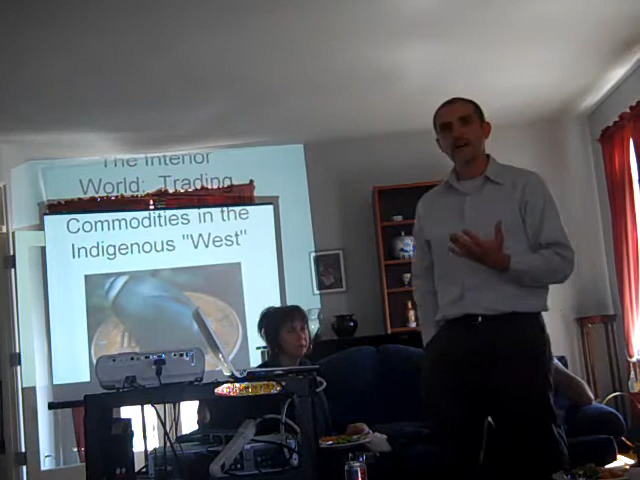 The Interior
World: Trading
Commodities in the
Indigenous "West"